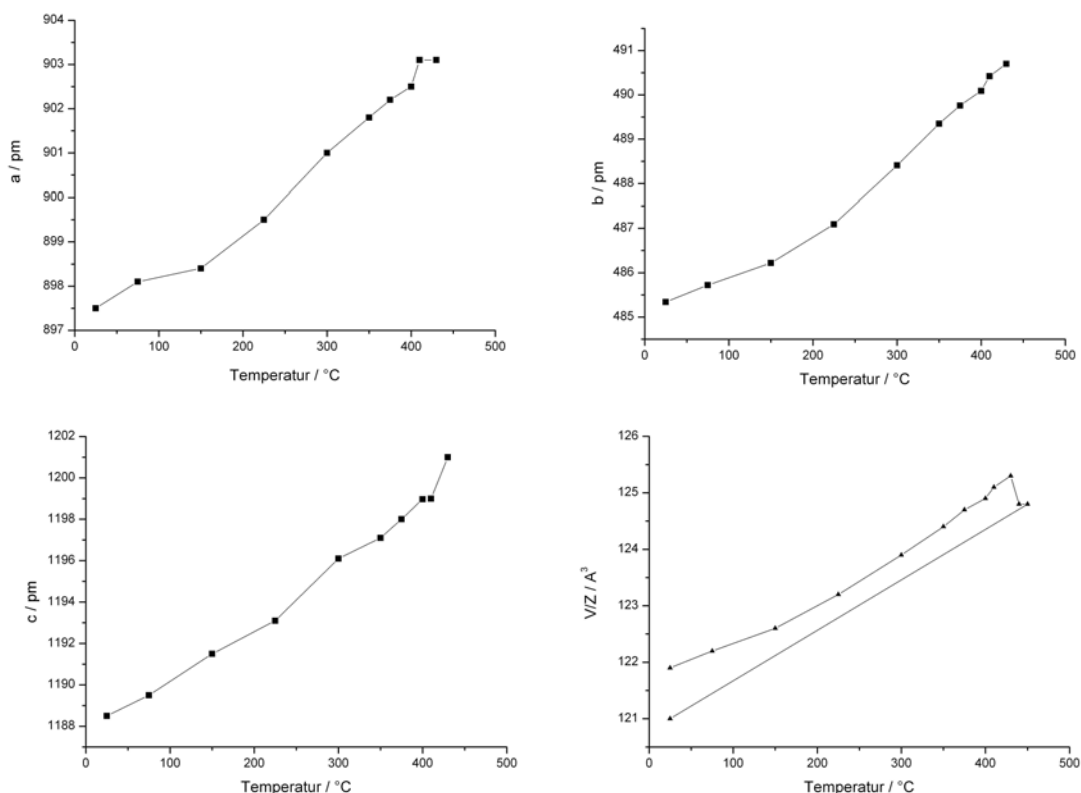 904
903
902
901
900
899
898
897
a / pm
0 100 200 300 400 500
Temperatur / °C
491
490
489
488
487
486
485
b / pm
0 100 200 300 400 500
Temperatur / °C
1202
1200
1198
1196
1194
1192
1190
1188
c / pm
0 100 200 300 400 500
Temperatur / °C
126
125
124
123
122
121
V/Z / A³
0 100 200 300 400 500
Temperatur / °C